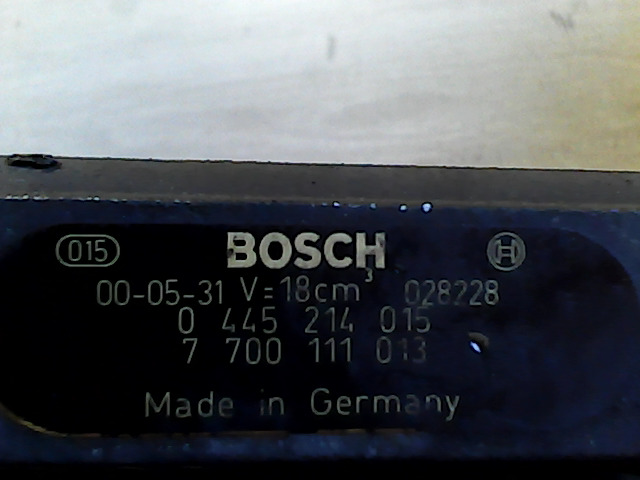 015 BOSCH H
00-05-31 V=18cm³ 028228
0 445 214 015
7 700 111 013
Made in Germany